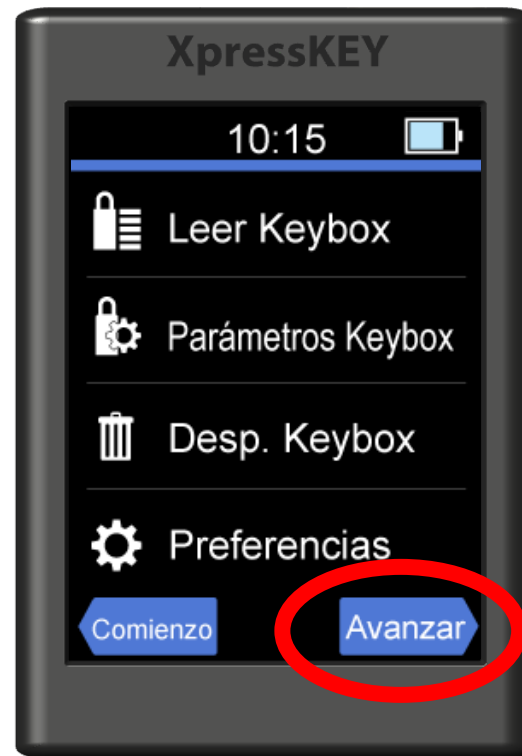 XpressKEY
10:15
Leer Keybox
Parámetros Keybox
Desp. Keybox
Preferencias
Comienzo
Avanzar